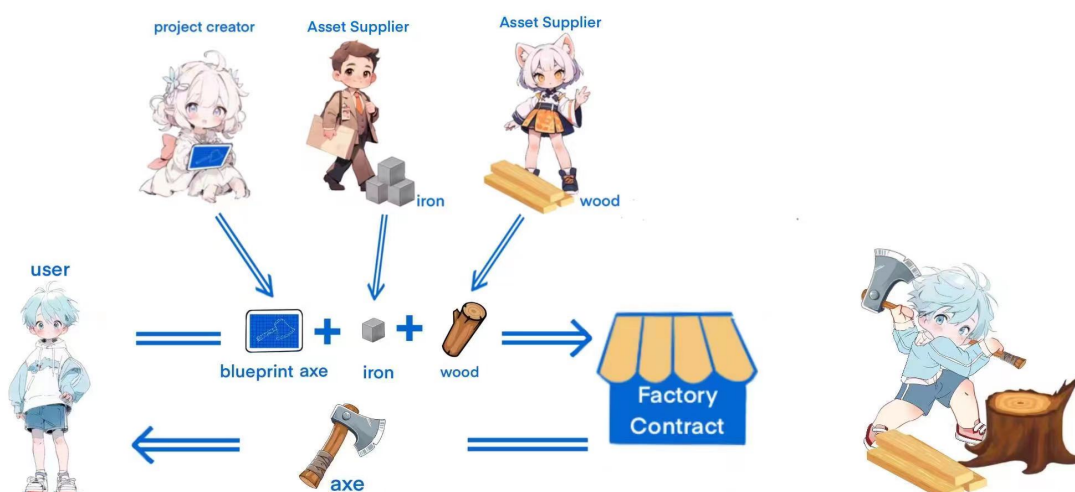 project creator
Asset Supplier
Asset Supplier
iron
wood
user
blueprint axe
iron
wood
Factory
Contract
axe